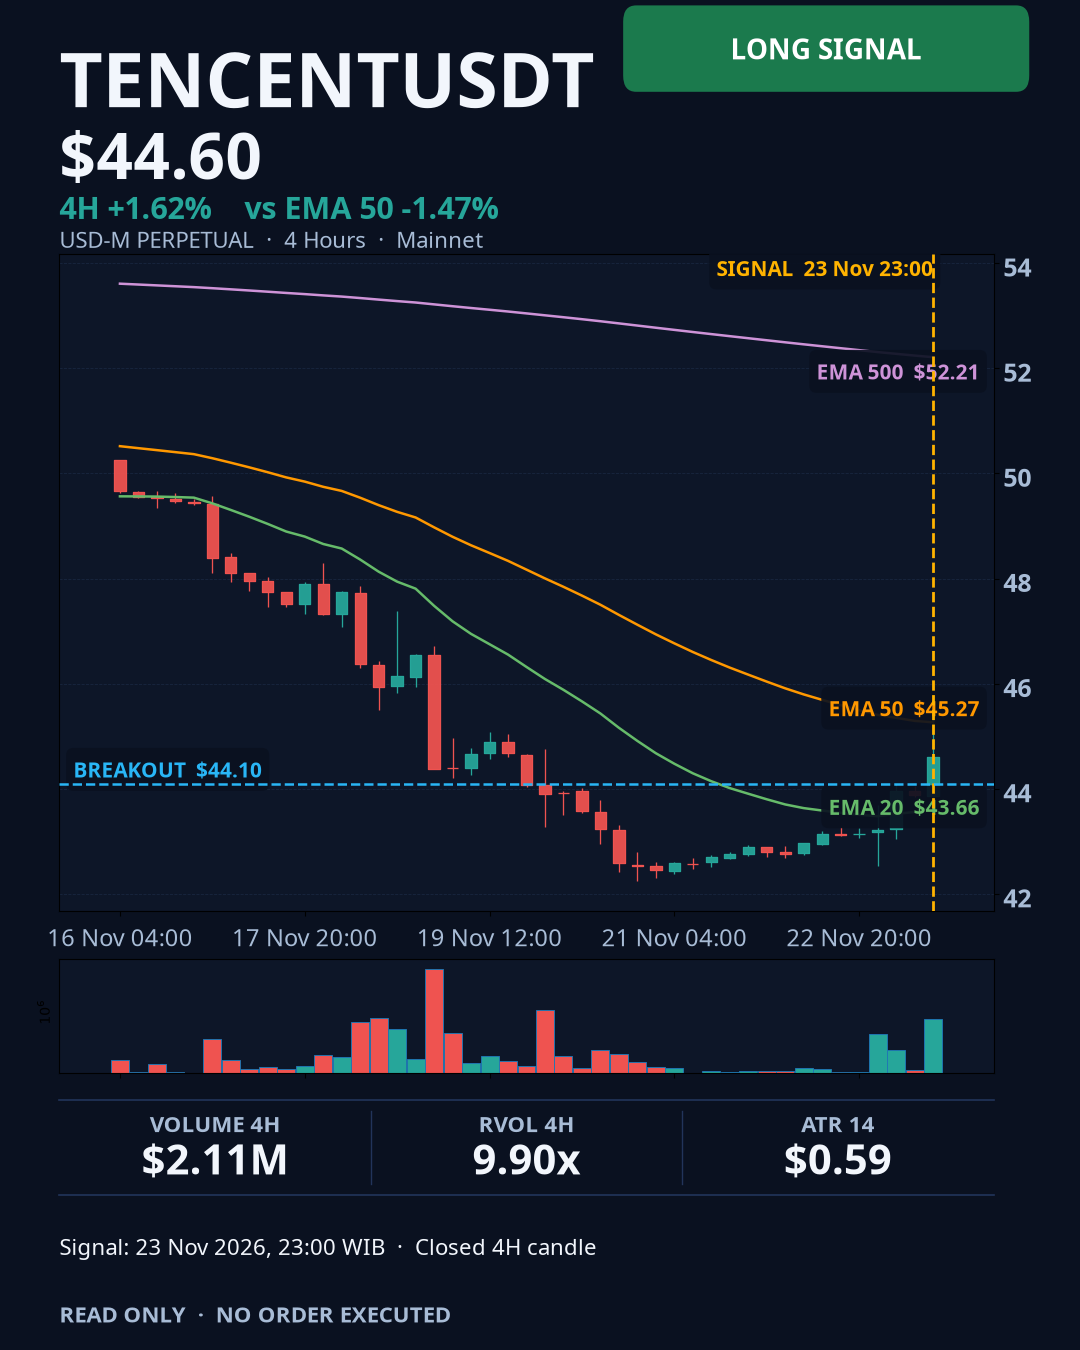 LONG SIGNAL
TENCENTUSDT
$44.60
4H +1.62% vs EMA 50 -1.47%
USD-M PERPETUAL · 4 Hours · Mainnet
SIGNAL 23 Nov 23:00
54
EMA 500 $52.21
52
50
48
46
EMA 50 $45.27
BREAKOUT $44.10
44
EMA 20 $43.66
42
16 Nov 04:00
17 Nov 20:00
19 Nov 12:00
21 Nov 04:00
22 Nov 20:00
10⁶
VOLUME 4H
$2.11M
RVOL 4H
9.90x
ATR 14
$0.59
Signal: 23 Nov 2026, 23:00 WIB · Closed 4H candle
READ ONLY · NO ORDER EXECUTED